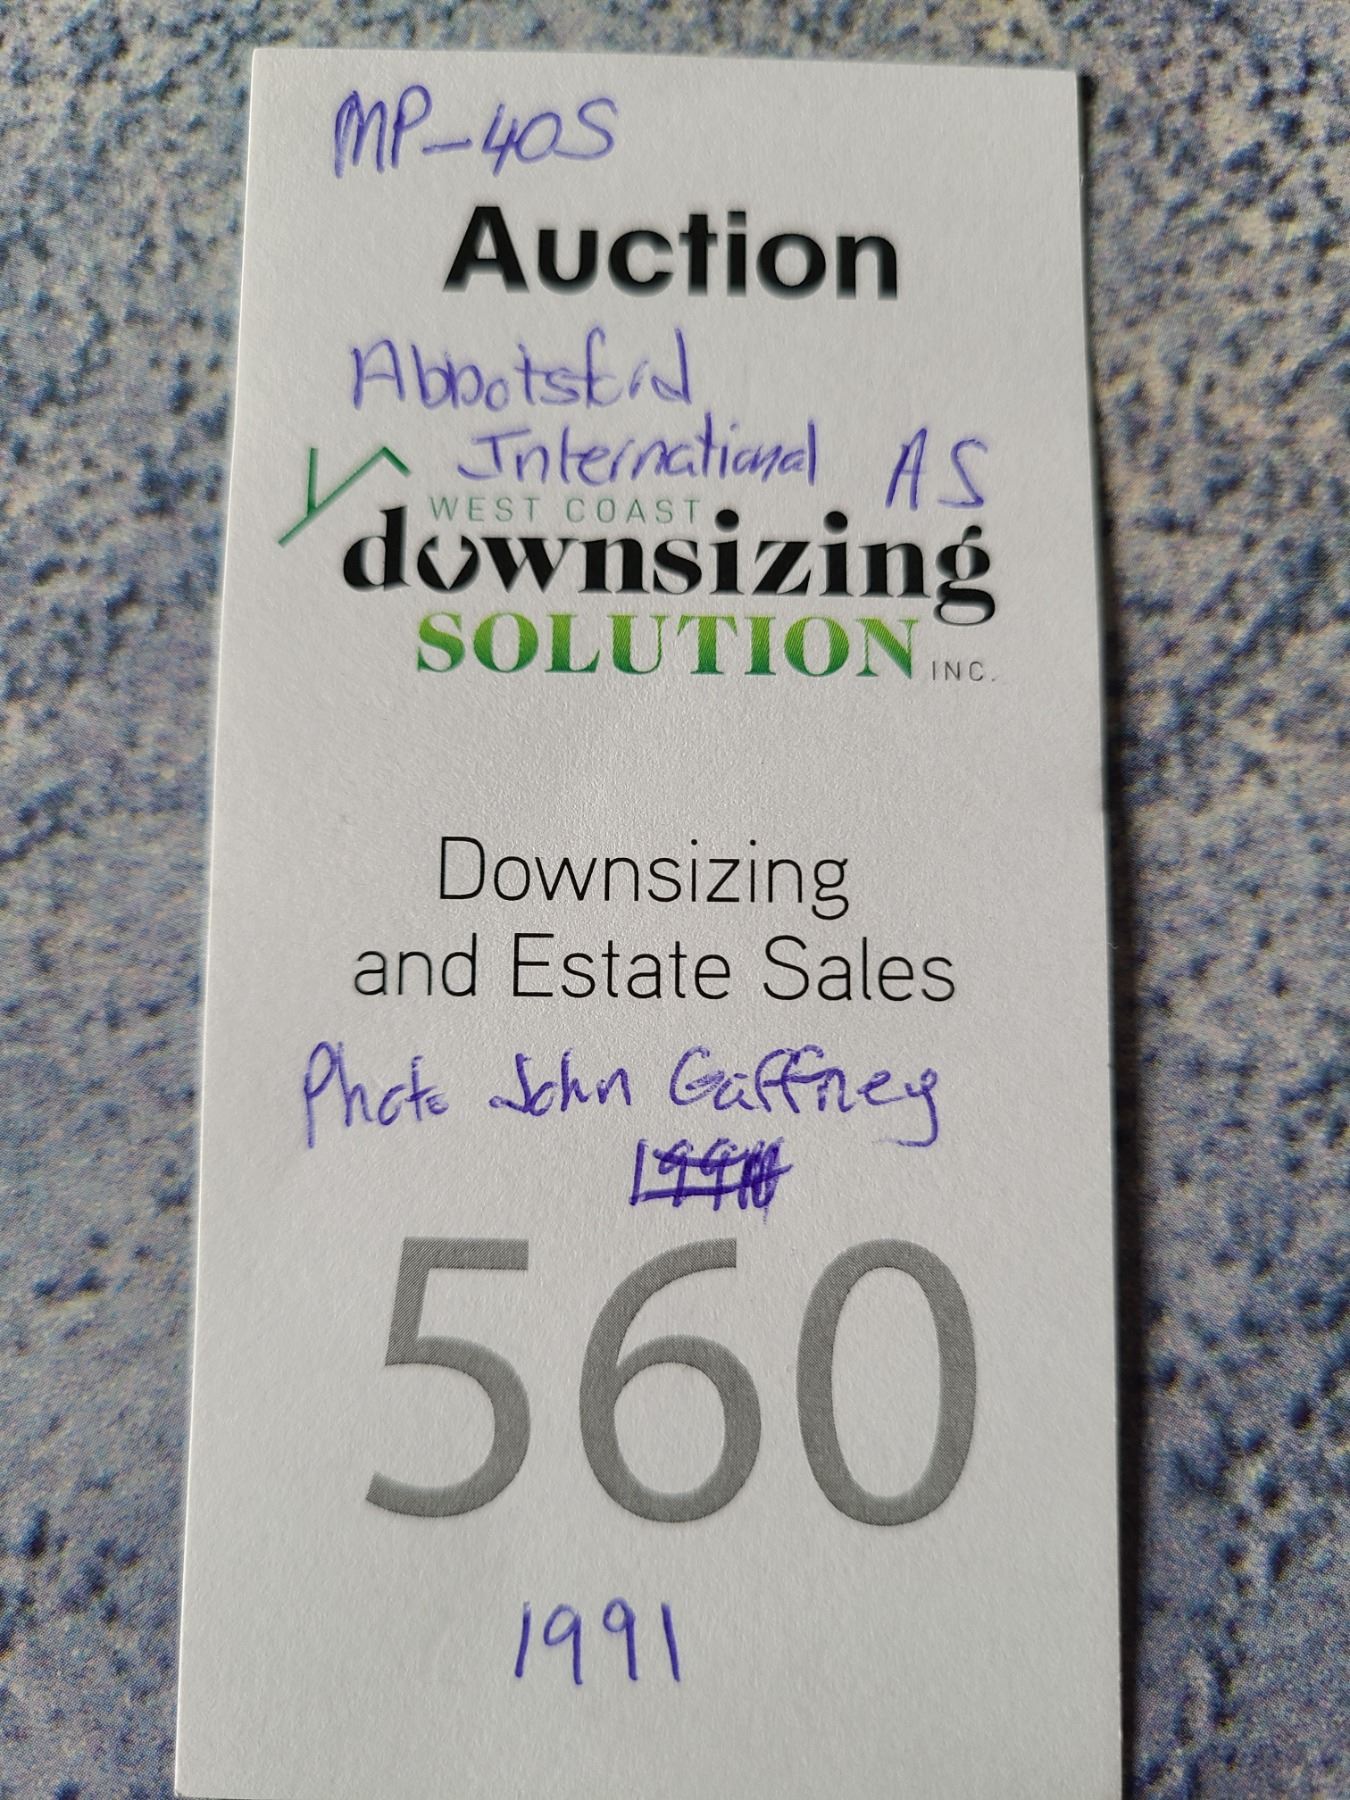 MP-40S
Auction
Abbotsford
International AS
WEST COAST
downsizing
SOLUTION INC.
Downsizing
and Estate Sales
Photo John Gaffney
560
1991